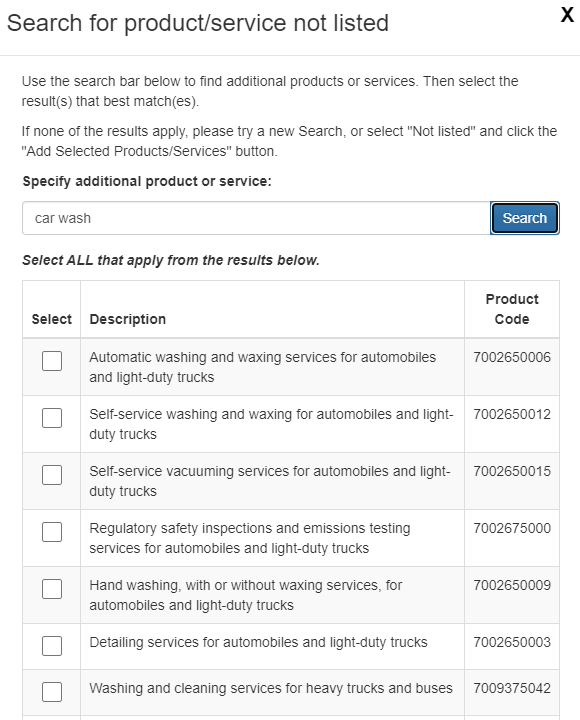 Search for product/service not listed
X
Use the search bar below to find additional products or services. Then select the
result(s) that best match(es).
If none of the results apply, please try a new Search, or select "Not listed" and click the
"Add Selected Products/Services" button.
Specify additional product or service:
car wash
Search
Select ALL that apply from the results below.
Select Description Product
Code
Automatic washing and waxing services for automobiles 7002650006
and light-duty trucks
Self-service washing and waxing for automobiles and light- 7002650012
duty trucks
Self-service vacuuming services for automobiles and light- 7002650015
duty trucks
Regulatory safety inspections and emissions testing 7002675000
services for automobiles and light-duty trucks
Hand washing, with or without waxing services, for 7002650009
automobiles and light-duty trucks
Detailing services for automobiles and light-duty trucks 7002650003
Washing and cleaning services for heavy trucks and buses 7009375042